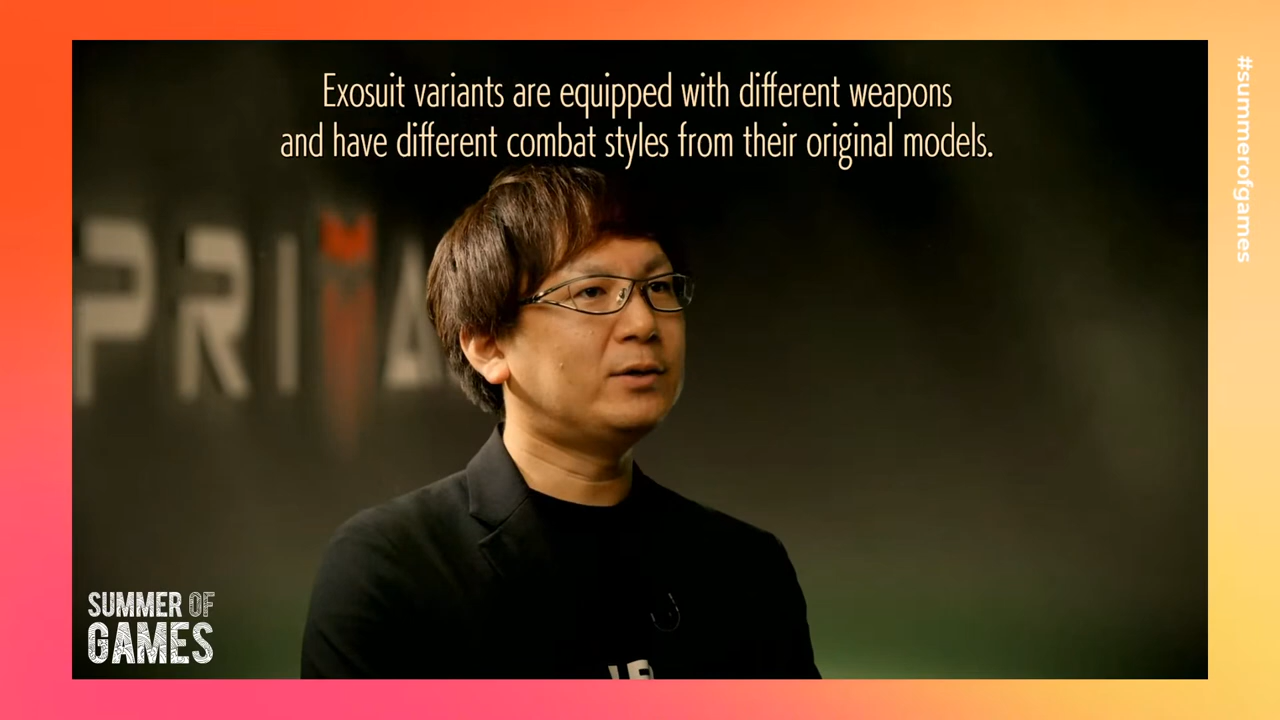 Exosuit variants are equipped with different weapons
and have different combat styles from their original models.
#summerofgames
SUMMER OF
GAMES